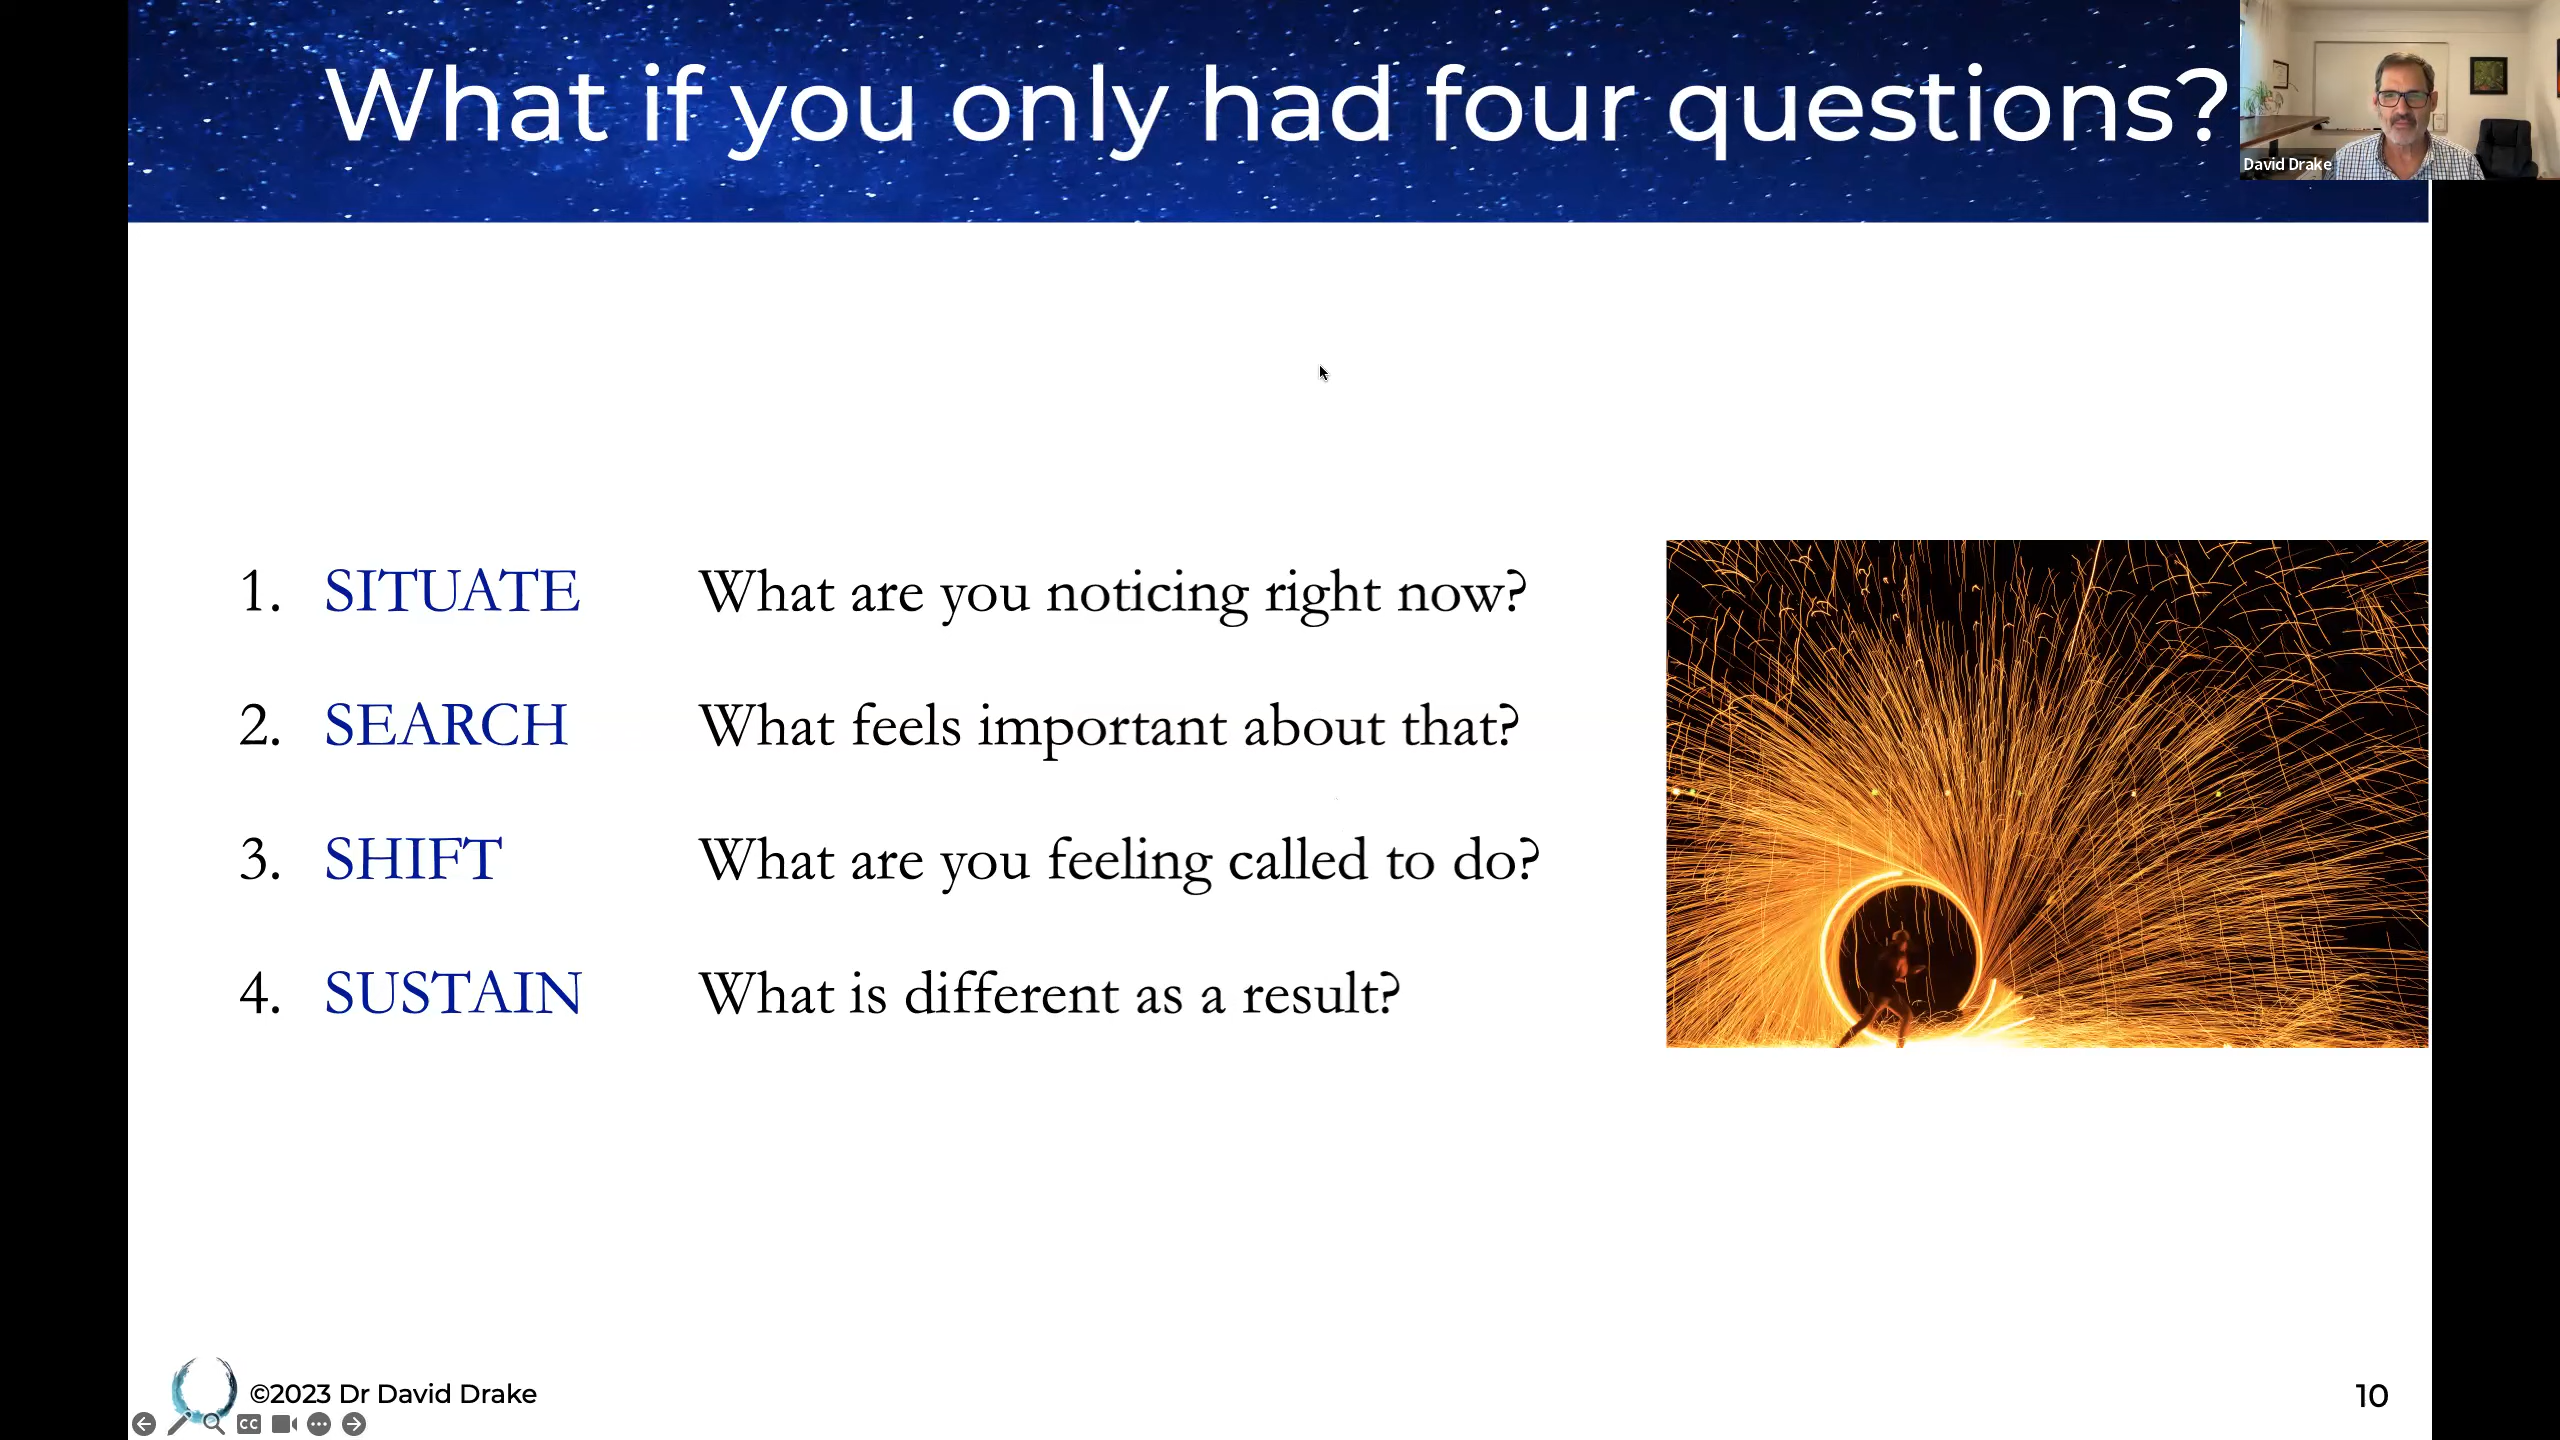 What if you only had four questions?
David Drake
1. SITUATE What are you noticing right now?
2. SEARCH What feels important about that?
3. SHIFT What are you feeling called to do?
4. SUSTAIN What is different as a result?
©2023 Dr David Drake
10
CC